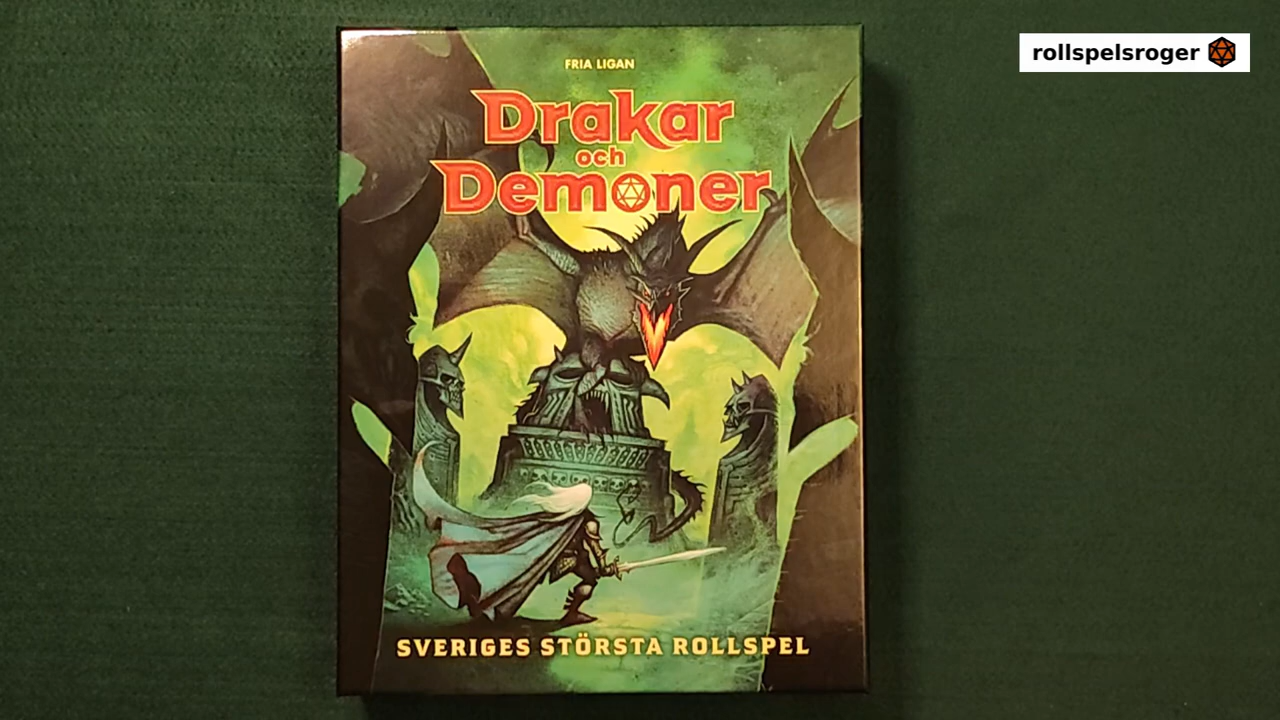 rollspelsroger
FRIA LIGAN
Drakar
och
Demoner
SVERIGES STÖRSTA ROLLSPEL